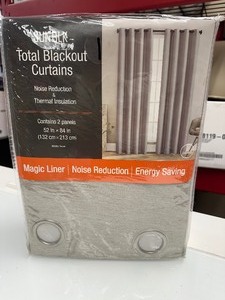 Total Blackout
Curtains
Noise Reduction
&
Thermal Insulation
Contains 2 panels
52 in × 84 in
(132 cm × 213 cm
Magic Liner | Noise Reduction | Energy Saving